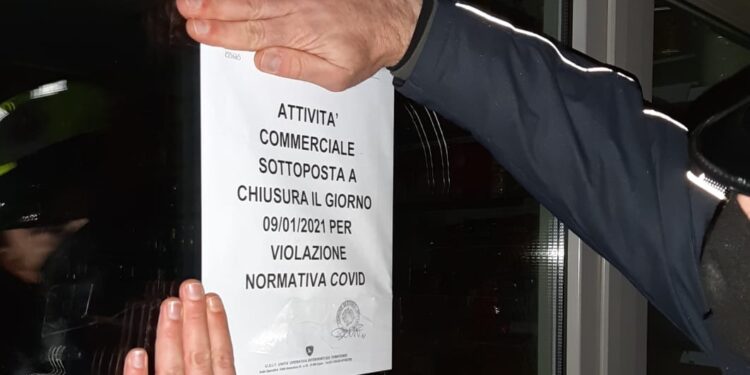 ATTIVITA'
COMMERCIALE
SOTTOPOSTA A
CHIUSURA IL GIORNO
09/01/2021 PER
VIOLAZIONE
NORMATIVA COVID